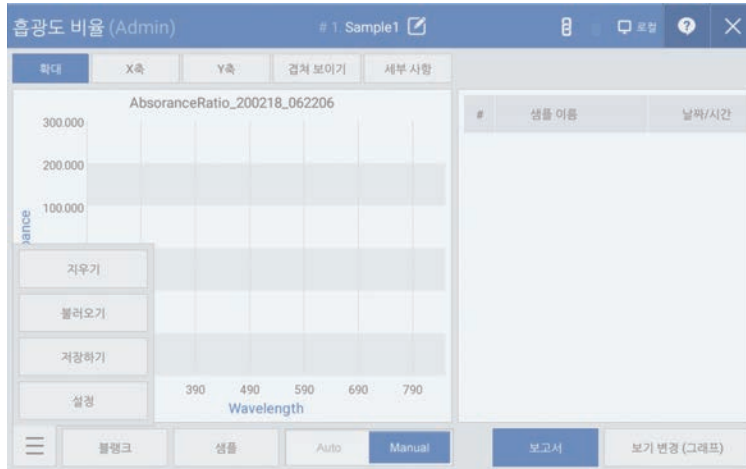 흡광도 비율 (Admin)
# 1. Sample1
로컬
확대
X축
Y축
겹쳐 보이기
세부 사항
AbsoranceRatio_200218_062206
300.000
200.000
100.000
지우기
불러오기
저장하기
설정
390 490 590 690 790
Wavelength
# 샘플 이름 날짜/시간
블랭크
샘플
Auto
Manual
보고서
보기 변경 (그래프)